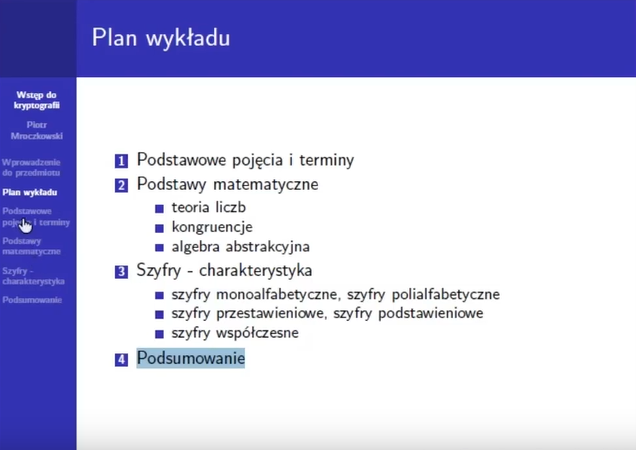 Plan wykładu
Wstęp do
kryptografii
Piotr
Mroczkowski
Wprowadzenie
do przedmiotu
Plan wykładu
Podstawowe
pojęcia i terminy
Podstawy
matematyczne
Szyfry -
charakterystyka
Podsumowanie
1 Podstawowe pojęcia i terminy
2 Podstawy matematyczne
teoria liczb
kongruencje
algebra abstrakcyjna
3 Szyfry - charakterystyka
szyfry monoalfabetyczne, szyfry polialfabetyczne
szyfry przestawieniowe, szyfry podstawieniowe
szyfry współczesne
4 Podsumowanie